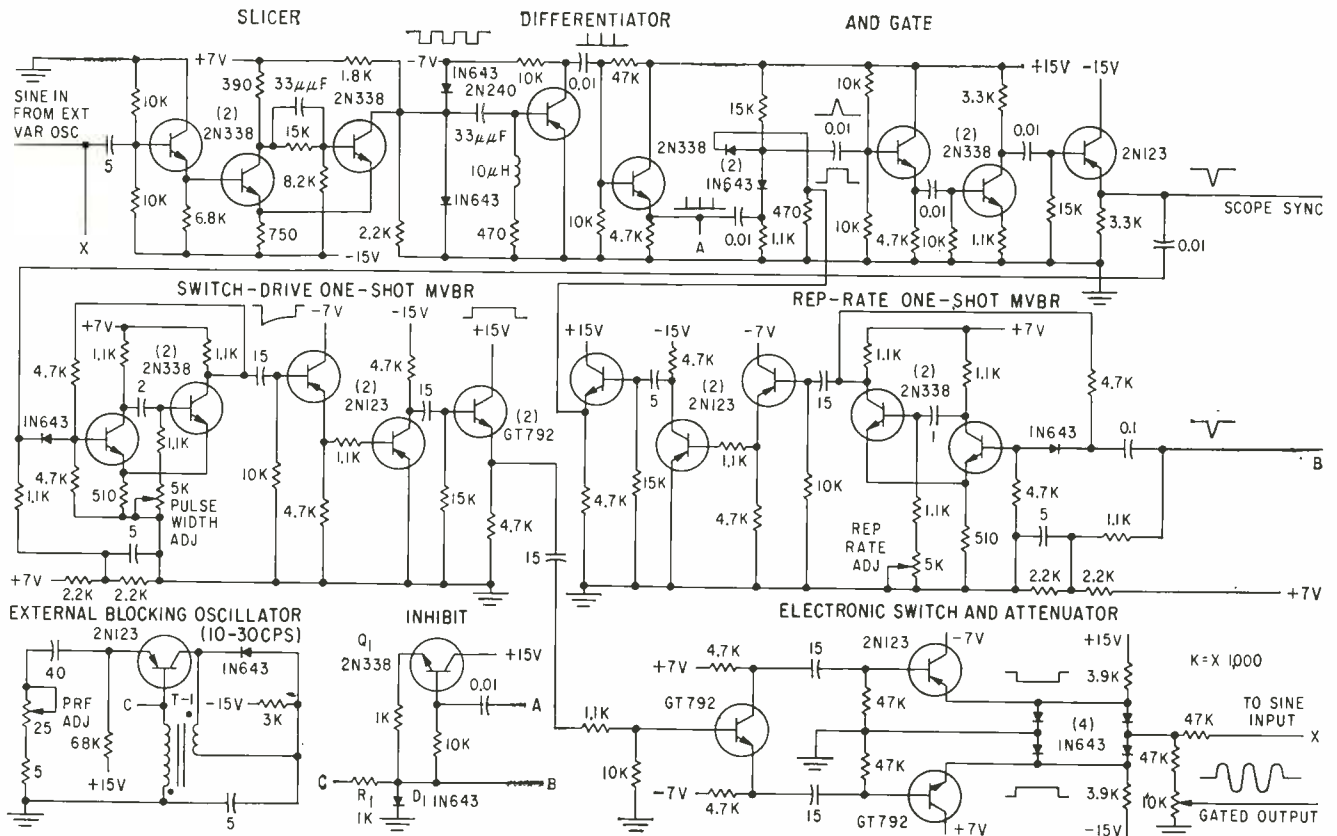 SLICER
DIFFERENTIATOR
AND GATE
+7V
-7V
+15V
-15V
SINE IN
FROM EXT
VAR OSC
5
X
10K
10K
(2)
2N338
6.8K
390
33μμF
15K
1.8K
2N338
8.2K
750
-15V
2.2K
IN643
IN643
2N240
33μμF
10μH
470
10K
0.01
47K
10K
4.7K
2N338
A
0.01
15K
(2)
IN643
1.1K
470
0.01
10K
10K
4.7K
0.01
10K
(2)
2N338
3.3K
1.1K
0.01
15K
2N123
3.3K
SCOPE SYNC
0.01
SWITCH-DRIVE ONE-SHOT MVBR
+7V
4.7K
1.1K
(2)
2N338
1.1K
2
IN643
4.7K
1.1K
510
1.1K
5K
PULSE
WIDTH
ADJ
5
+7V
2.2K
2.2K
15
10K
-7V
1.1K
4.7K
-15V
4.7K
(2)
2N123
15
15K
+15V
(2)
GT792
4.7K
15
REP-RATE ONE-SHOT MVBR
+15V
4.7K
5
15K
-15V
4.7K
(2)
2N123
1.1K
-7V
4.7K
15
10K
1.1K
(2)
2N338
1
1.1K
REP
RATE
ADJ
5K
+7V
1.1K
510
IN643
4.7K
0.1
B
4.7K
5
1.1K
2.2K
2.2K
+7V
EXTERNAL BLOCKING OSCILLATOR
(10-30CPS)
2N123
40
IN643
C
T-1
-15V
3K
PRF
ADJ
25
5
68K
+15V
5
INHIBIT
Q1
2N338
+15V
0.01
A
1K
10K
C
R1
1K
D1 IN643
B
ELECTRONIC SWITCH AND ATTENUATOR
1.1K
10K
+7V
4.7K
GT792
-7V
4.7K
15
15
47K
47K
2N123
-7V
GT792
+7V
+15V
3.9K
(4)
IN643
3.9K
-15V
K=X 1,000
TO SINE
INPUT
47K
X
47K
10K
GATED OUTPUT